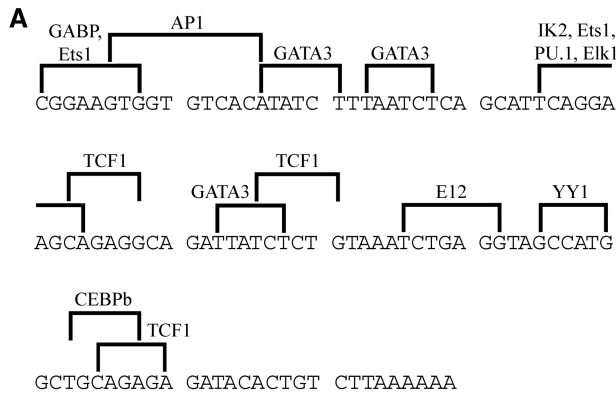 A
GABP,
Ets1
AP1
GATA3
GATA3
IK2, Ets1,
PU.1, Elk1
CGGAAGTGGT GTCACATATC TTTAATCTCA GCATTCAGGA
TCF1
GATA3
TCF1
E12
YY1
AGCAGAGGCA GATTATCTCT GTAAATCTGA GGTAGCCATG
CEBPb
TCF1
GCTGCAGAGA GATACACTGT CTTAAAAAA